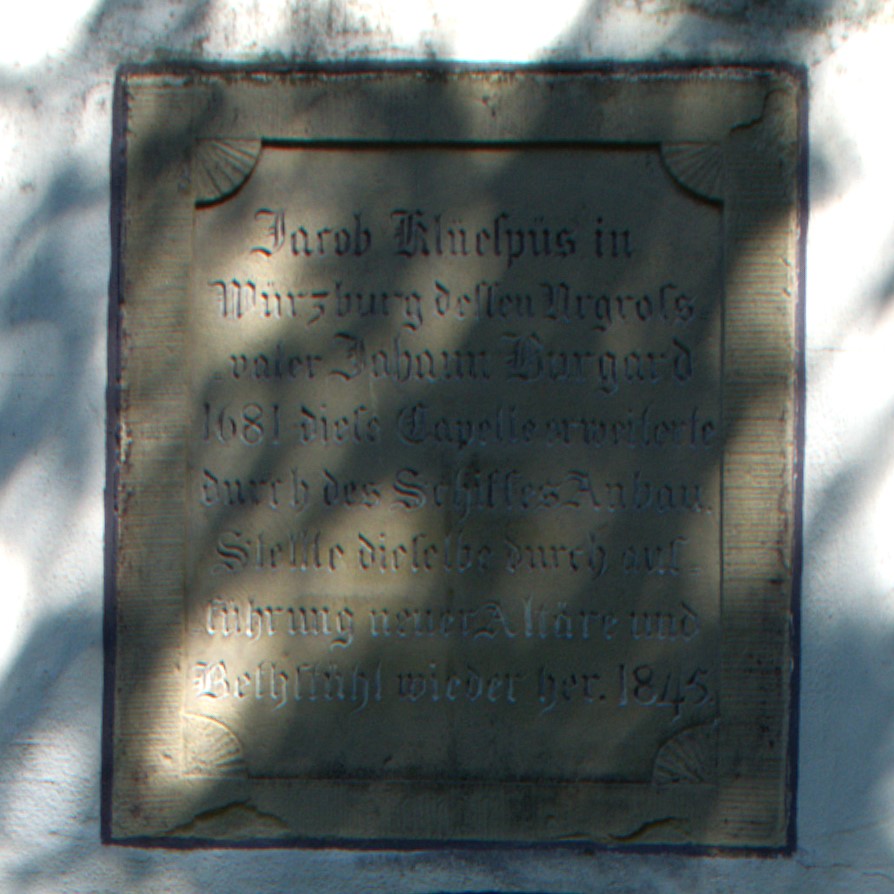 Jacob Klüeſpüs in
Würzburg deſſen Urgroſs
vater Johann Burgard
1681 dieſe Capelle erweiterte
durch des Schiffes Anbau.
Stellte dieſelbe durch auf-
führung neuer Altäre und
Bethſtühl wieder her. 1845.